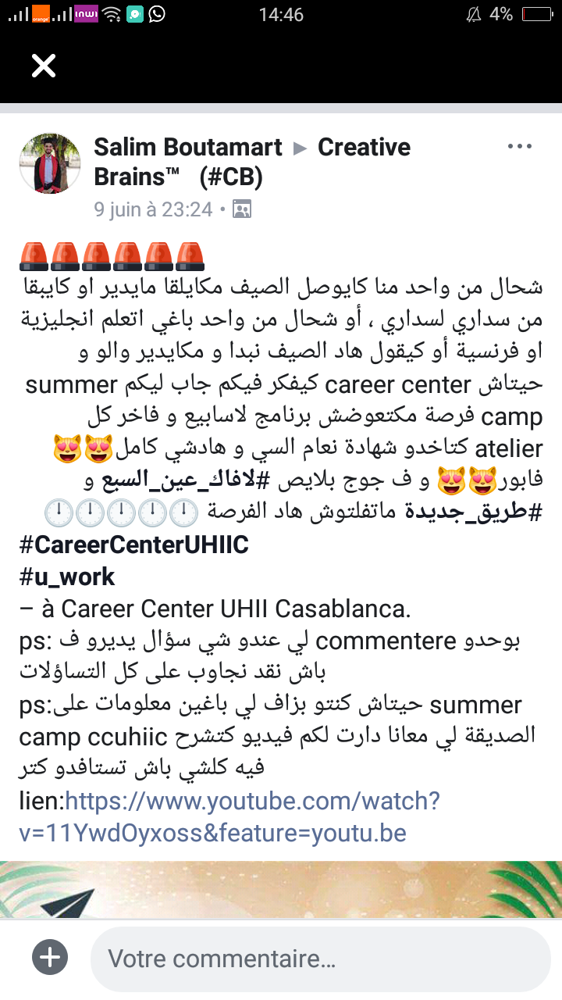 orange
inwi
14:46
4%
Salim Boutamart ▸ Creative
Brains™ (#CB)
9 juin à 23:24 •
🚨🚨🚨🚨🚨🚨
شحال من واحد منا كايوصل الصيف مكايلقا مايدير او كايبقا
من سداري لسداري ، أو شحال من واحد باغي اتعلم انجليزية
او فرنسية أو كيقول هاد الصيف نبدا و مكايدير والو و
حيتاش career center كيفكر فيكم جاب ليكم summer
camp فرصة مكتعوضش برنامج لاسابيع و فاخر كل
atelier كتاخدو شهادة نعام السي و هادشي كامل😻😻
فابور😻😻 و ف جوج بلايص #لافاك_عين_السبع و
#طريق_جديدة ماتفلتوش هاد الفرصة 🕛🕛🕛🕛🕛
#CareerCenterUHIIC
#u_work
– à Career Center UHII Casablanca.
ps: لي عندو شي سؤال يديرو ف commentere بوحدو
باش نقد نجاوب على كل التساؤلات
ps:حيتاش كنتو بزاف لي باغين معلومات على summer
camp ccuhiic الصديقة لي معانا دارت لكم فيديو كتشرح
فيه كلشي باش تستافدو كتر
lien:https://www.youtube.com/watch?
v=11YwdOyxoss&feature=youtu.be
Votre commentaire…